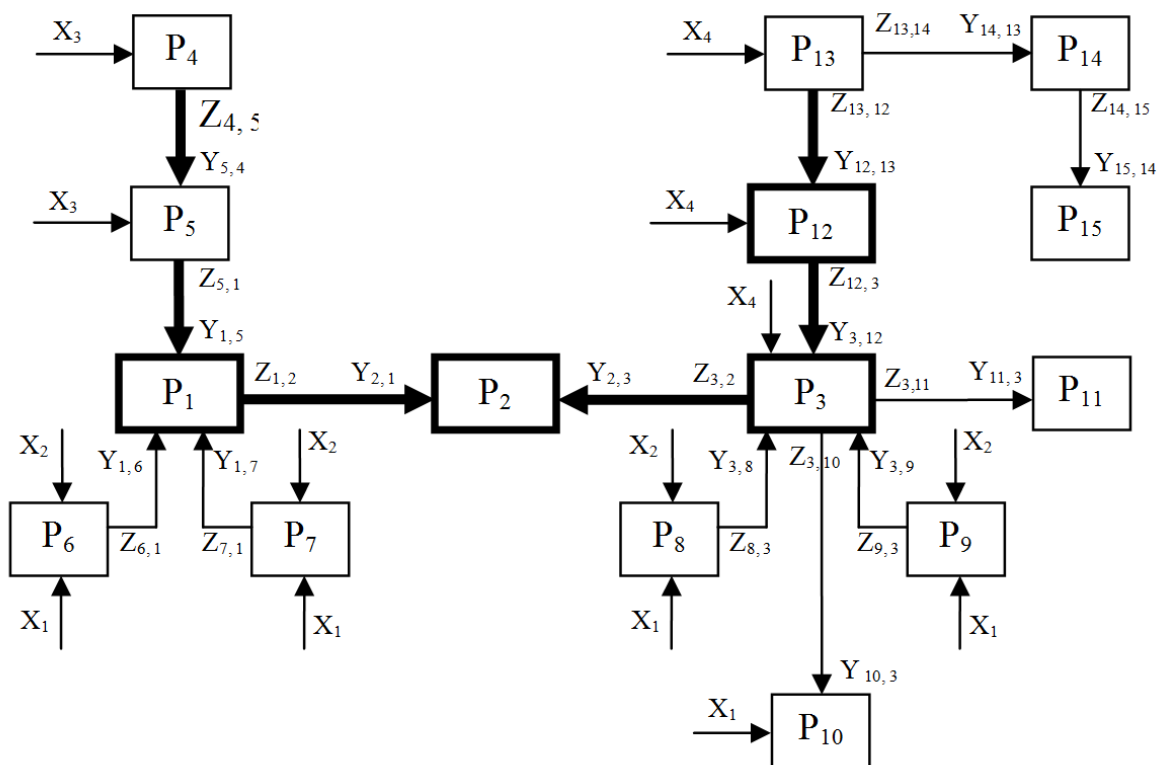 X3 P4 X4 P13 Z13,14 Y14,13 P14
Z4,5 Z13,12 Z14,15
Y5,4 Y12,13 Y15,14
X3 P5 X4 P12 P15
Z5,1 Z12,3
X4
Y1,5 Y3,12
P1 Z1,2 Y2,1 P2 Y2,3 Z3,2 P3 Z3,11 Y11,3 P11
X2 Y1,6 Y1,7 X2 X2 Y3,8 Z3,10 Y3,9 X2
P6 Z6,1 Z7,1 P7 P8 Z8,3 Z9,3 P9
X1 X1 X1 X1
Y10,3
X1 P10